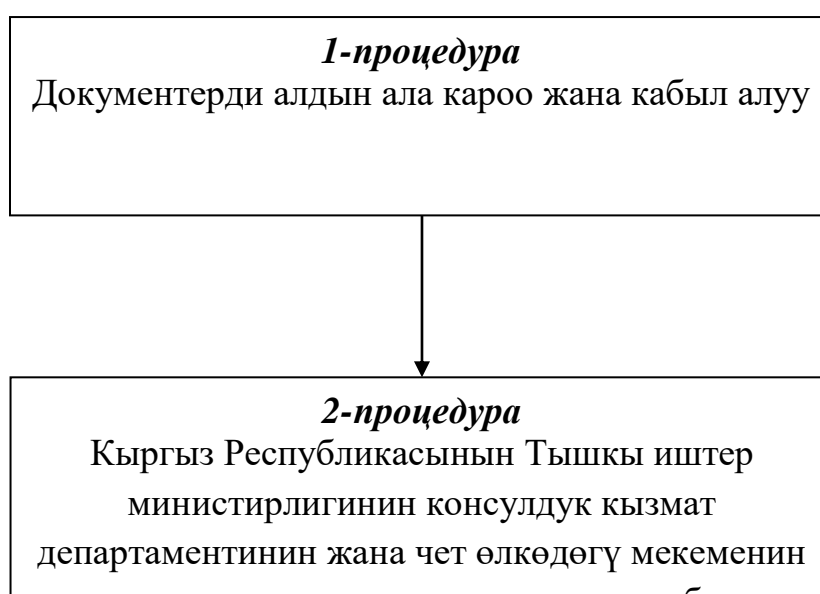 1-процедура
Документерди алдын ала кароо жана кабыл алуу
2-процедура
Кыргыз Республикасынын Тышкы иштер
министирлигинин консулдук кызмат
департаментинин жана чет өлкөдөгү мекеменин